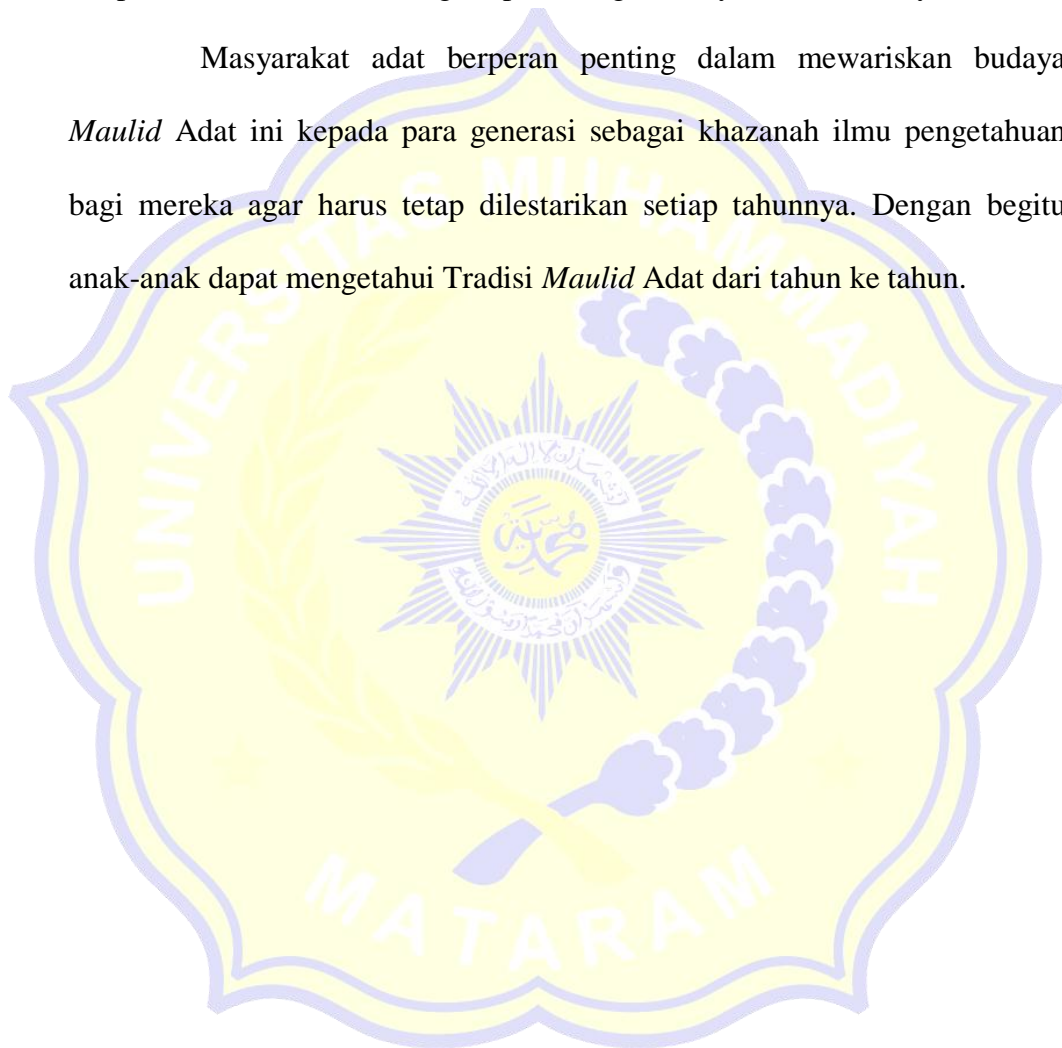 Masyarakat adat berperan penting dalam mewariskan budaya
Maulid Adat ini kepada para generasi sebagai khazanah ilmu pengetahuan
bagi mereka agar harus tetap dilestarikan setiap tahunnya. Dengan begitu
anak-anak dapat mengetahui Tradisi Maulid Adat dari tahun ke tahun.
UNIVERSITAS MUHAMMADIYAH
MATARAM